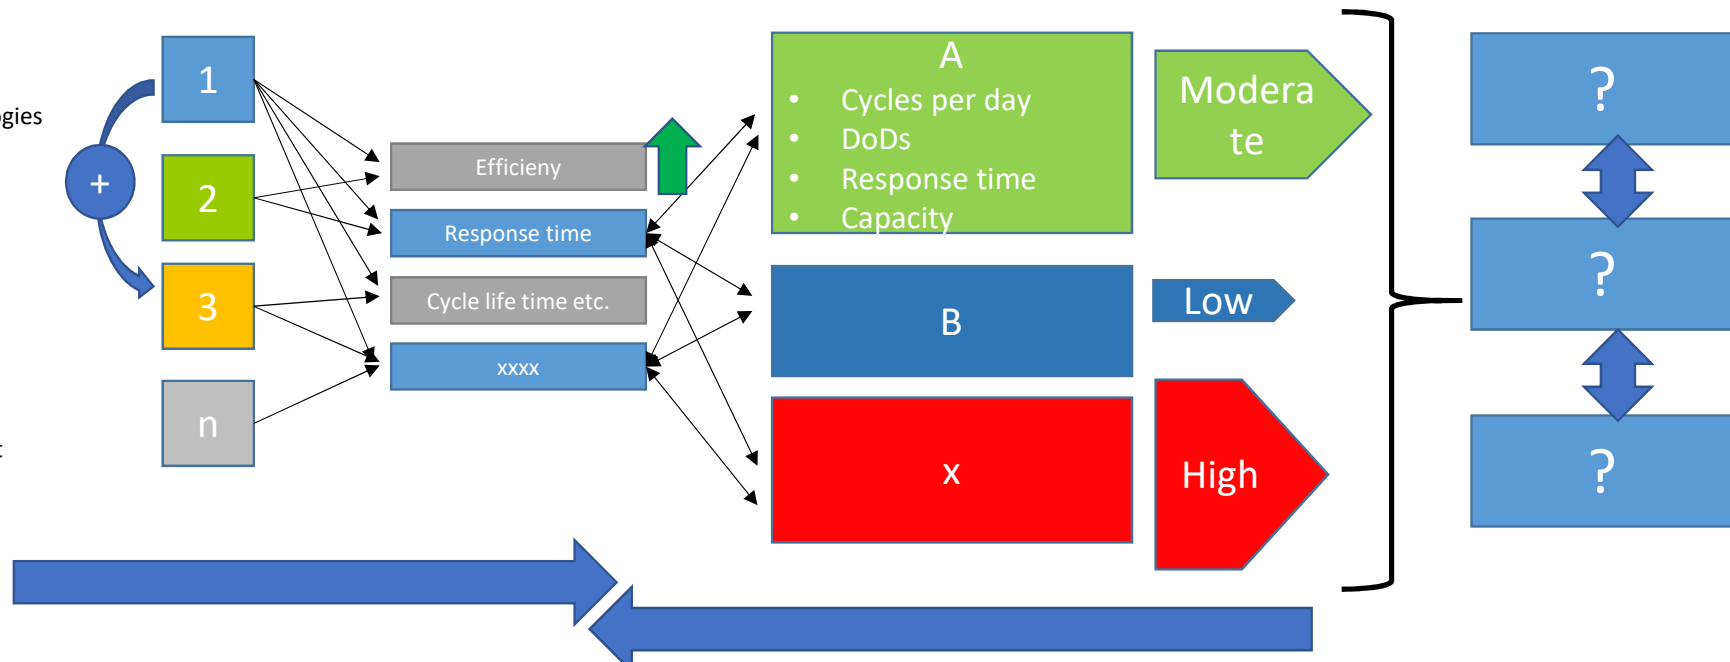 ogies
1
+
2
3
n
Efficieny
Response time
Cycle life time etc.
xxxx
A
• Cycles per day
• DoDs
• Response time
• Capacity
B
x
Modera
te
Low
High
?
?
?